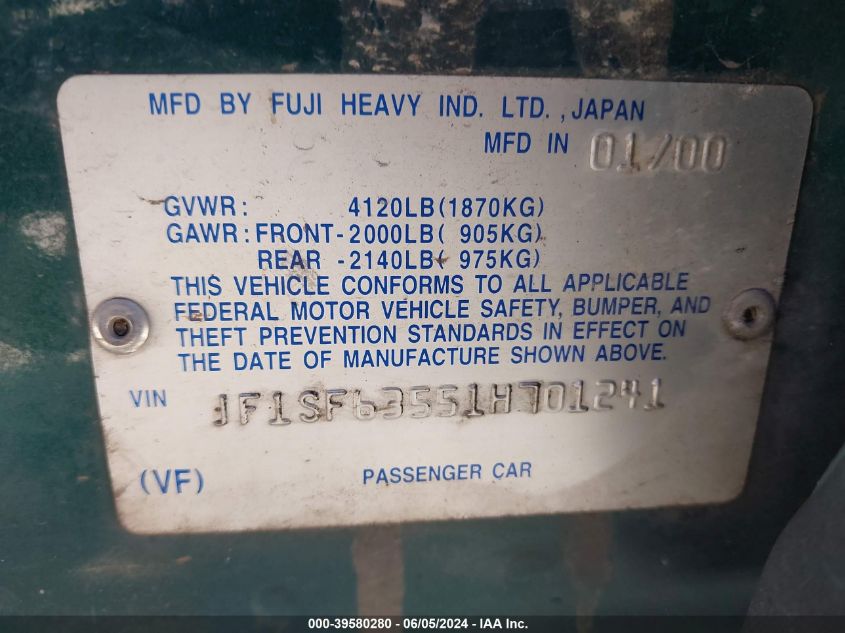 MFD BY FUJI HEAVY IND. LTD., JAPAN
MFD IN 01/00
GVWR: 4120LB(1870KG)
GAWR: FRONT-2000LB( 905KG)
REAR -2140LB( 975KG)
THIS VEHICLE CONFORMS TO ALL APPLICABLE
FEDERAL MOTOR VEHICLE SAFETY, BUMPER, AND
THEFT PREVENTION STANDARDS IN EFFECT ON
THE DATE OF MANUFACTURE SHOWN ABOVE.
VIN JF1SF63551H701241
(VF) PASSENGER CAR
000-39580280 - 06/05/2024 - IAA Inc.